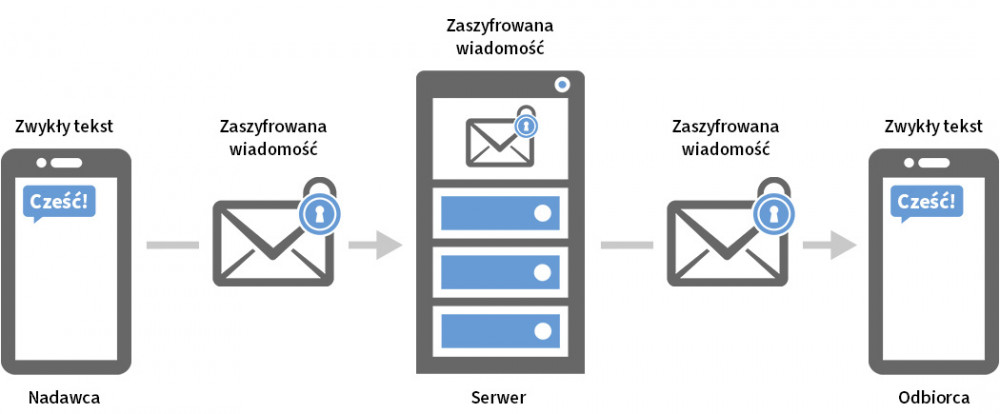 Zaszyfrowana
wiadomość
Zwykły tekst
Zaszyfrowana
wiadomość
Zaszyfrowana
wiadomość
Zwykły tekst
Cześć!
Cześć!
Nadawca
Serwer
Odbiorca